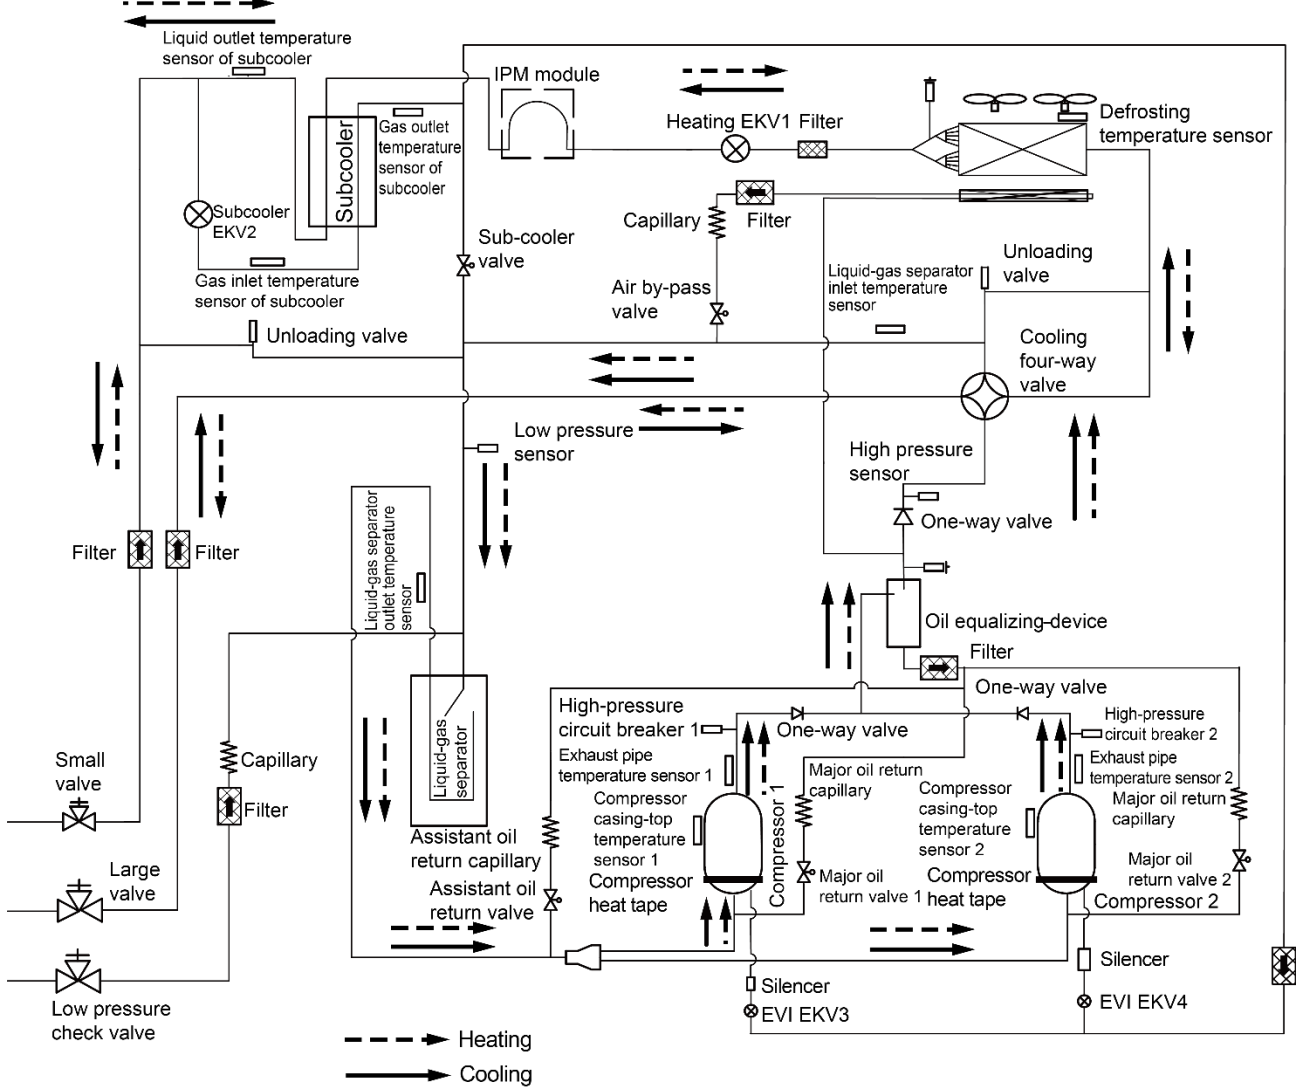 Liquid outlet temperature
sensor of subcooler
IPM module
Subcooler
Gas outlet
temperature
sensor of
subcooler
Heating EKV1
Filter
Defrosting
temperature sensor
Subcooler
EKV2
Gas inlet temperature
sensor of subcooler
Sub-cooler
valve
Capillary
Filter
Air by-pass
valve
Liquid-gas separator
inlet temperature
sensor
Unloading
valve
Unloading valve
Cooling
four-way
valve
Low pressure
sensor
High pressure
sensor
One-way valve
Filter
Filter
Liquid-gas separator
outlet temperature
sensor
Oil equalizing-device
Filter
One-way valve
High-pressure
circuit breaker 1
One-way valve
High-pressure
circuit breaker 2
Liquid-gas
separator
Small
valve
Capillary
Filter
Exhaust pipe
temperature sensor 1
Major oil return
capillary
Exhaust pipe
temperature sensor 2
Compressor
casing-top
temperature
sensor 1
Compressor 1
Compressor
casing-top
temperature
sensor 2
Major oil return
capillary
Assistant oil
return capillary
Assistant oil
return valve
Compressor
heat tape
Major oil
return valve 1
Compressor
heat tape
Major oil
return valve 2
Compressor 2
Large
valve
Low pressure
check valve
Silencer
EVI EKV3
Silencer
EVI EKV4
Heating
Cooling